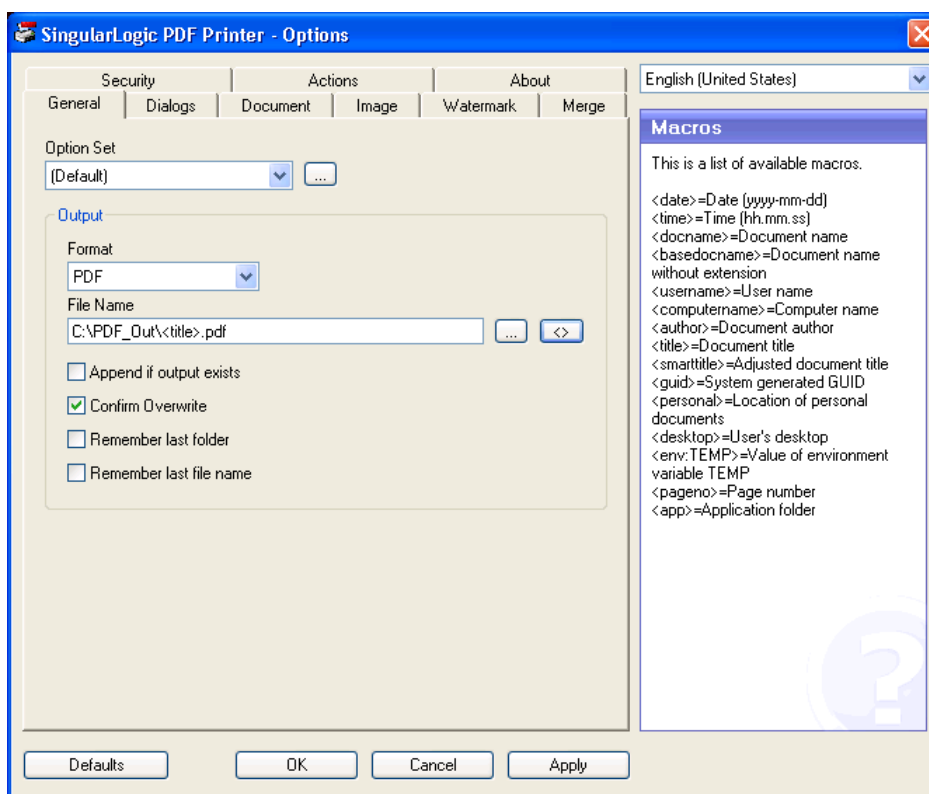 SingularLogic PDF Printer - Options
Security Actions About
General Dialogs Document Image Watermark Merge
Option Set
(Default)
...
Output
Format
PDF
File Name
C:\PDF_Out\<title>.pdf
... <>
Append if output exists
Confirm Overwrite
Remember last folder
Remember last file name
Defaults OK Cancel Apply
English (United States)
Macros
This is a list of available macros.
<date>=Date (yyyy-mm-dd)
<time>=Time (hh.mm.ss)
<docname>=Document name
<basedocname>=Document name
without extension
<username>=User name
<computername>=Computer name
<author>=Document author
<title>=Document title
<smarttitle>=Adjusted document title
<guid>=System generated GUID
<personal>=Location of personal
documents
<desktop>=User's desktop
<env:TEMP>=Value of environment
variable TEMP
<pageno>=Page number
<app>=Application folder